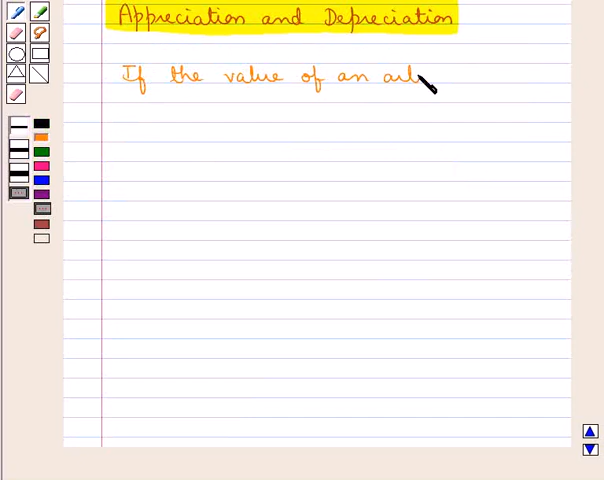 Appreciation and Depreciation
If the value of an